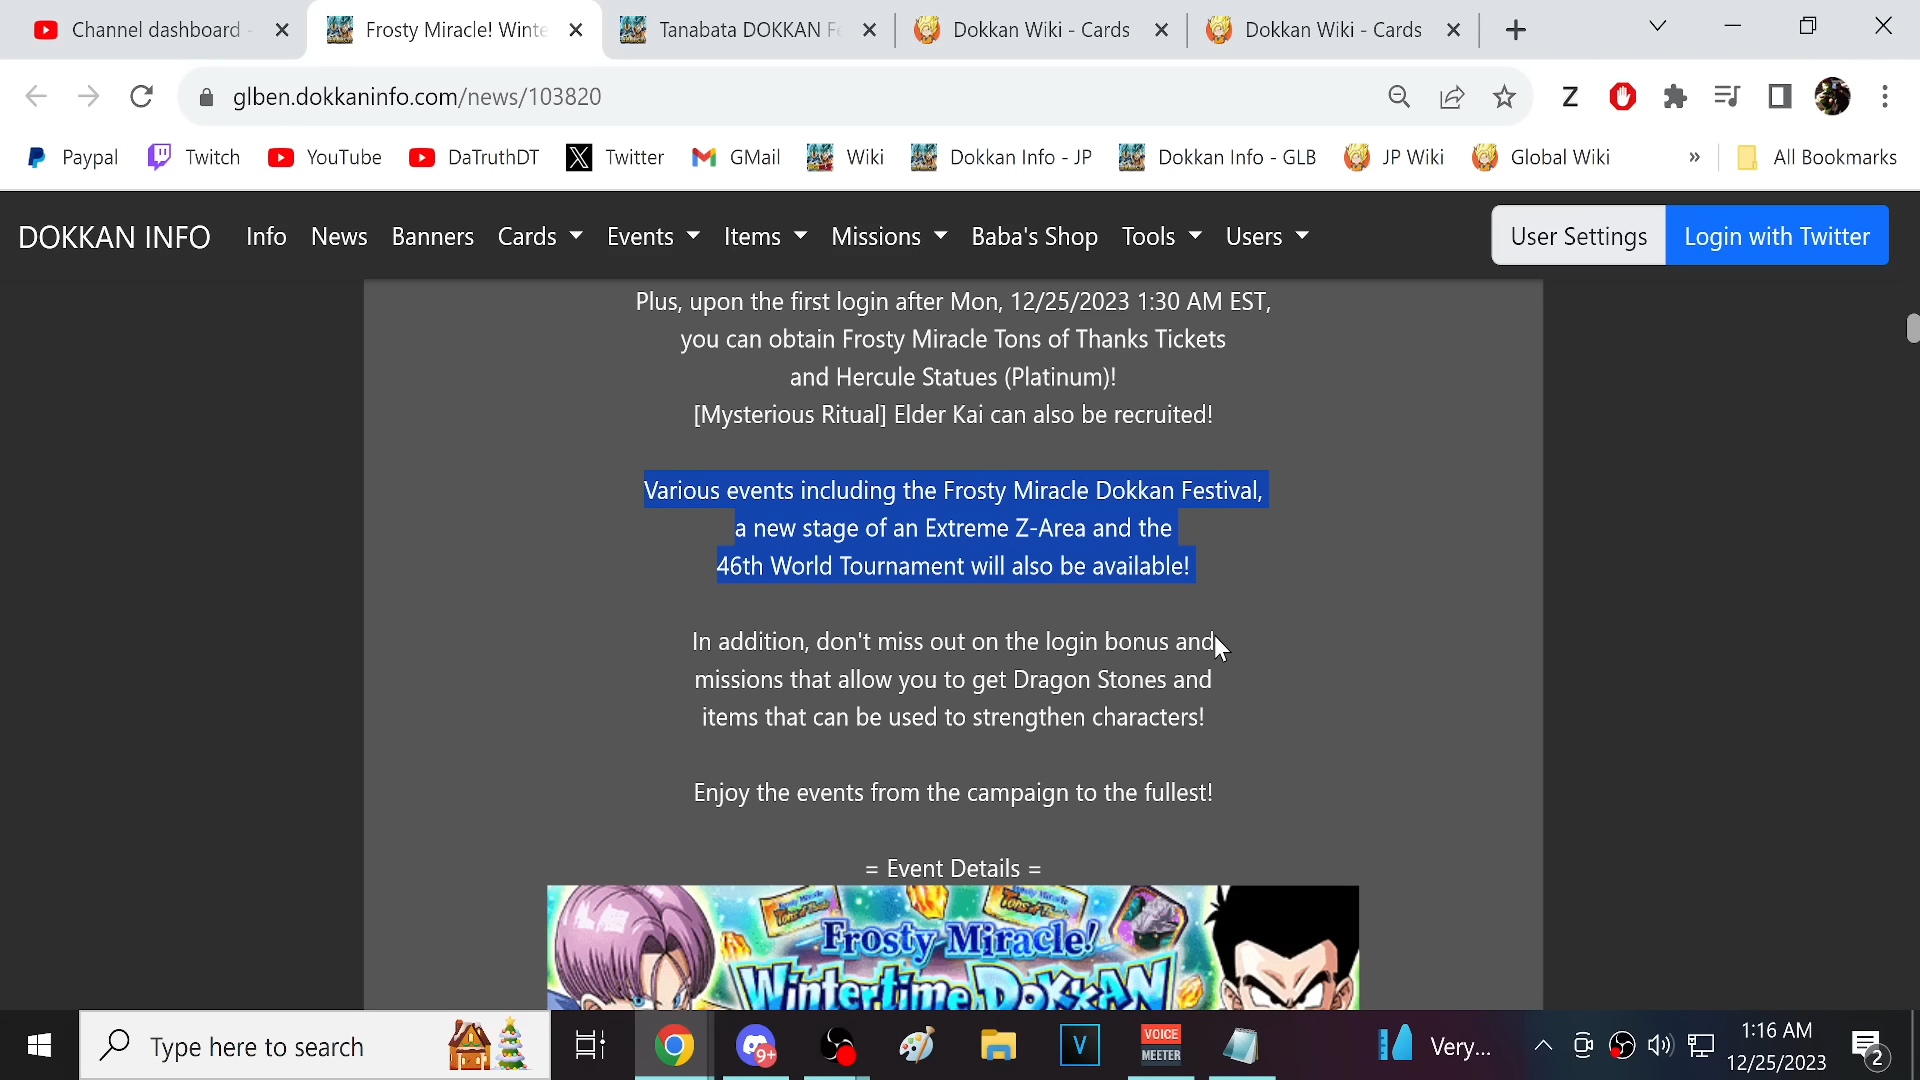 Channel dashboard -
Frosty Miracle! Winte
Tanabata DOKKAN Fe
Dokkan Wiki - Cards
Dokkan Wiki - Cards
glben.dokkaninfo.com/news/103820
Z
Paypal
Twitch
YouTube
DaTruthDT
Twitter
GMail
Wiki
Dokkan Info - JP
Dokkan Info - GLB
JP Wiki
Global Wiki
»
All Bookmarks
DOKKAN INFO
Info
News
Banners
Cards
Events
Items
Missions
Baba's Shop
Tools
Users
User Settings
Login with Twitter
Plus, upon the first login after Mon, 12/25/2023 1:30 AM EST,
you can obtain Frosty Miracle Tons of Thanks Tickets
and Hercule Statues (Platinum)!
[Mysterious Ritual] Elder Kai can also be recruited!
Various events including the Frosty Miracle Dokkan Festival,
a new stage of an Extreme Z-Area and the
46th World Tournament will also be available!
In addition, don't miss out on the login bonus and
missions that allow you to get Dragon Stones and
items that can be used to strengthen characters!
Enjoy the events from the campaign to the fullest!
= Event Details =
Frosty Miracle!
Wintertime DOKKAN
Type here to search
9+
V
VOICE
MEETER
Very...
1:16 AM
12/25/2023
2